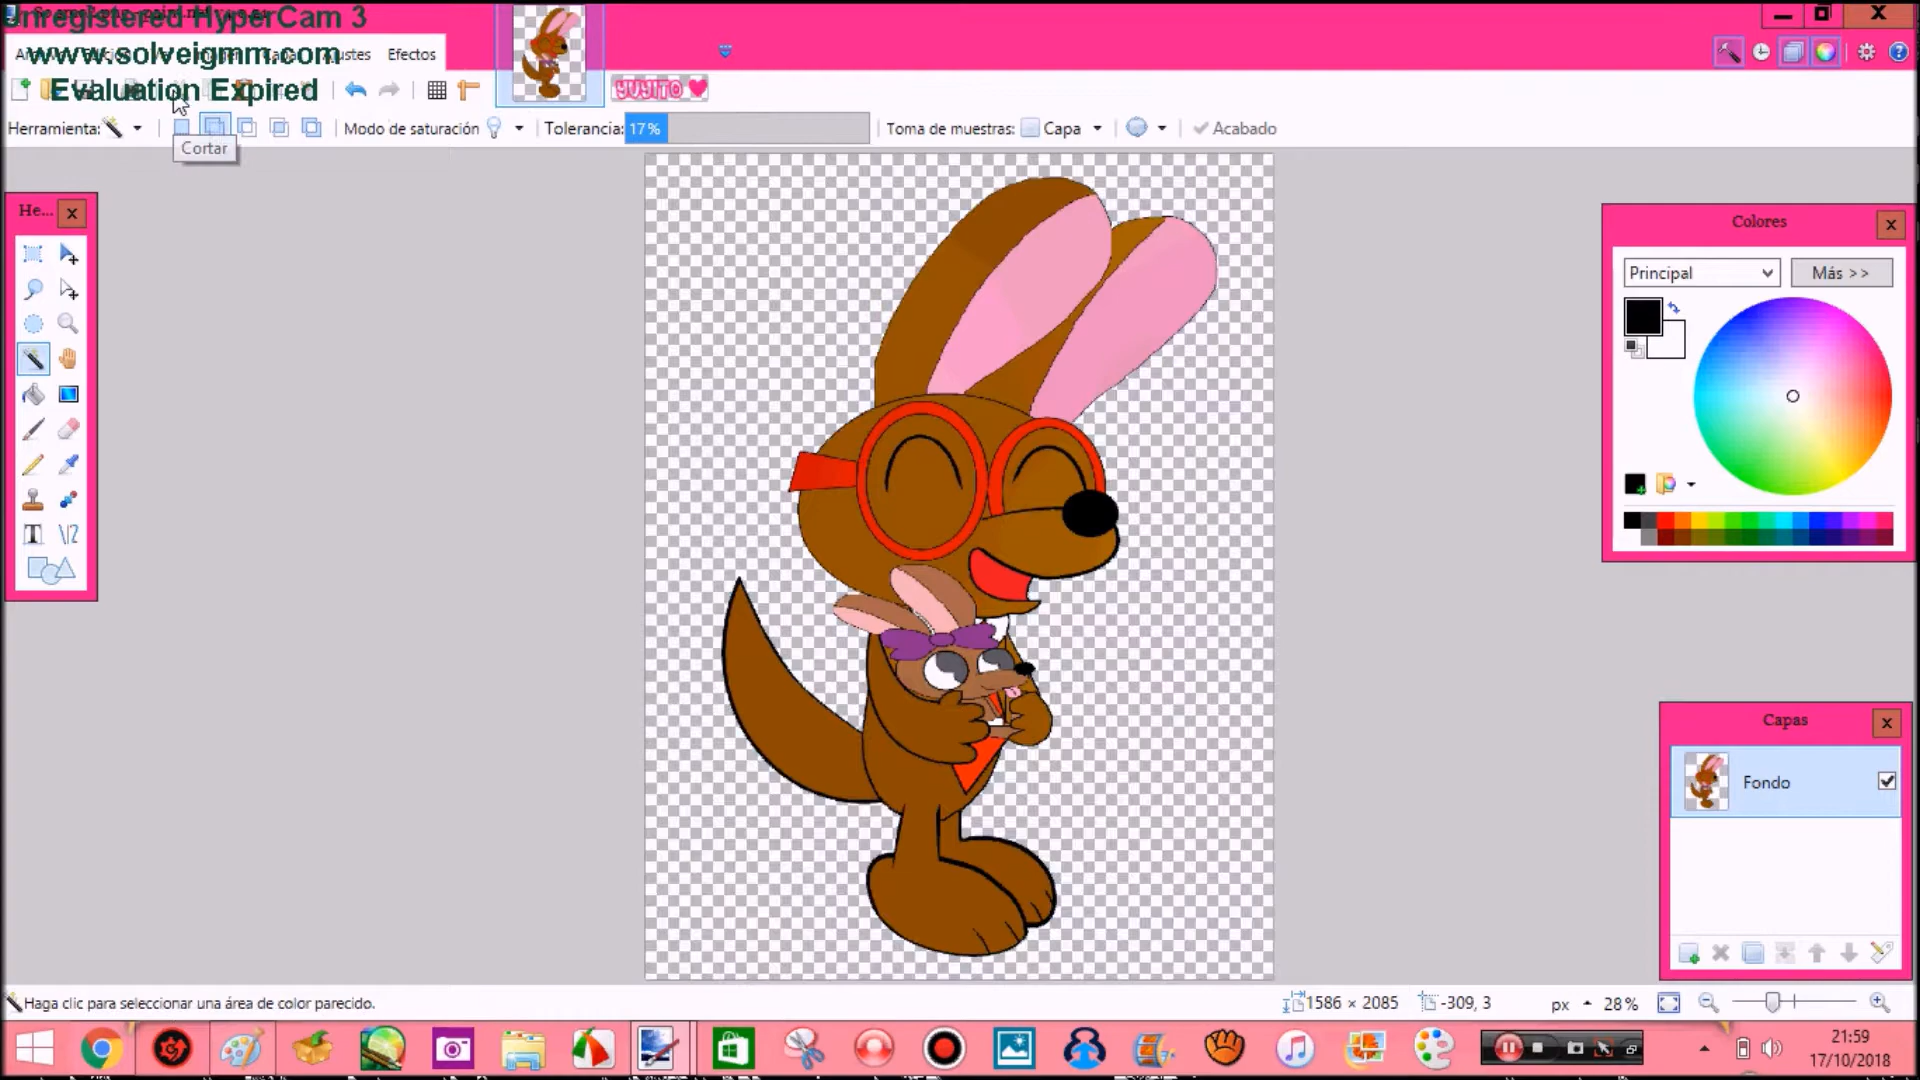 Unregistered HyperCam 3
www.solveigmm.com
Ajustes Efectos
Evaluation Expired
YUYITO
Herramienta: Modo de saturación Tolerancia: 17% Toma de muestras: Capa Acabado
Cortar
He...
Colores
Principal Más >>
Capas
Fondo
Haga clic para seleccionar una área de color parecido.
1586 × 2085 -309, 3 px 28%
21:59
17/10/2018